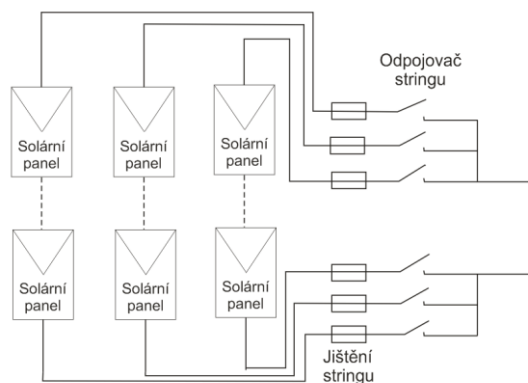 Odpojovač
stringu
Solární
panel
Solární
panel
Solární
panel
Solární
panel
Solární
panel
Solární
panel
Jištění
stringu